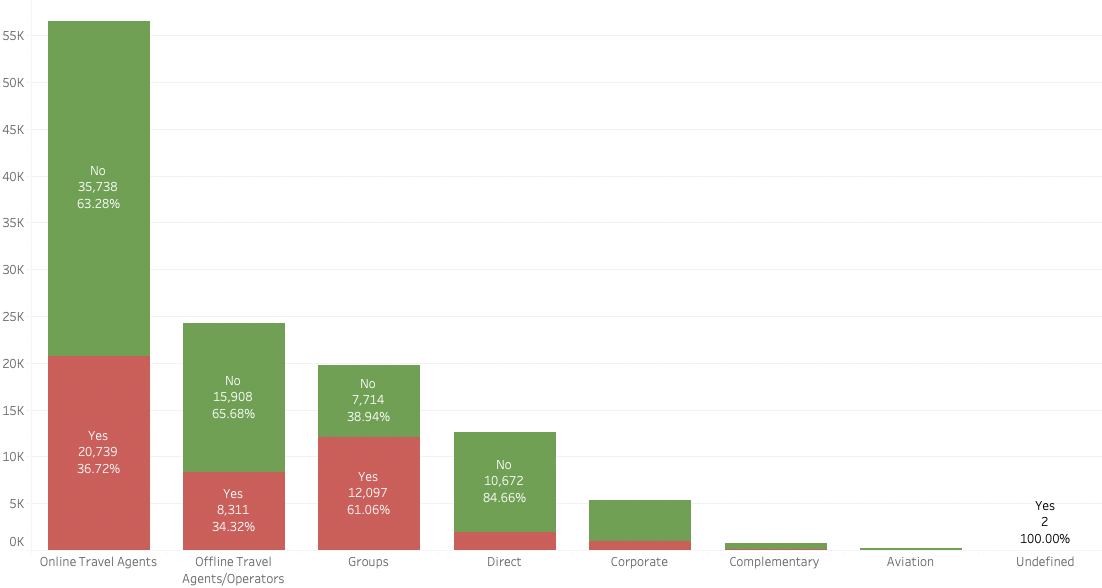 55K
50K
45K
40K
35K
30K
25K
20K
15K
10K
5K
0K
No
35,738
63.28%
Yes
20,739
36.72%
No
15,908
65.68%
Yes
8,311
34.32%
No
7,714
38.94%
Yes
12,097
61.06%
No
10,672
84.66%
Yes
2
100.00%
Online Travel Agents
Offline Travel
Agents/Operators
Groups
Direct
Corporate
Complementary
Aviation
Undefined